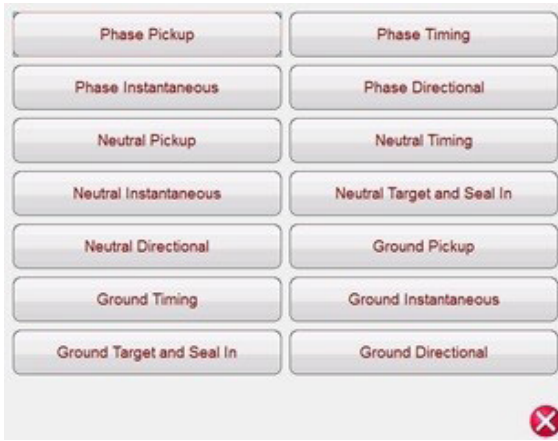 Phase Pickup
Phase Timing
Phase Instantaneous
Phase Directional
Neutral Pickup
Neutral Timing
Neutral Instantaneous
Neutral Target and Seal In
Neutral Directional
Ground Pickup
Ground Timing
Ground Instantaneous
Ground Target and Seal In
Ground Directional